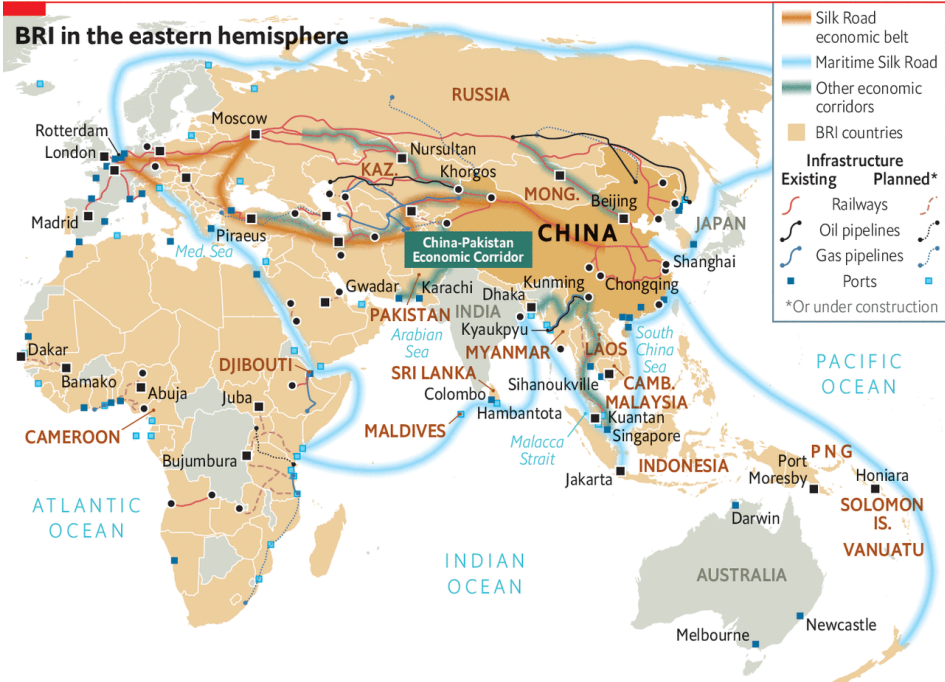 BRI in the eastern hemisphere
Silk Road
economic belt
Maritime Silk Road
Other economic
corridors
BRI countries
Infrastructure
Existing Planned*
Railways
Oil pipelines
Gas pipelines
Ports
*Or under construction
RUSSIA
Moscow
Rotterdam
London
Nursultan
KAZ.
Khorgos
MONG.
Beijing
Madrid
JAPAN
Piraeus
CHINA
Med. Sea
China-Pakistan
Economic Corridor
Shanghai
Gwadar
Karachi
Kunming
Chongqing
Dhaka
PAKISTAN
INDIA
Arabian
Sea
Kyaukpyu
South
China
Sea
Dakar
DJIBOUTI
MYANMAR
LAOS
PACIFIC
OCEAN
Bamako
Abuja
Juba
SRI LANKA
Colombo
Sihanoukville
CAMB.
MALAYSIA
Hambantota
Kuantan
CAMEROON
MALDIVES
Malacca
Strait
Singapore
Bujumbura
Jakarta
INDONESIA
Port
Moresby
PNG
Honiara
SOLOMON
IS.
ATLANTIC
OCEAN
Darwin
VANUATU
INDIAN
OCEAN
AUSTRALIA
Melbourne
Newcastle